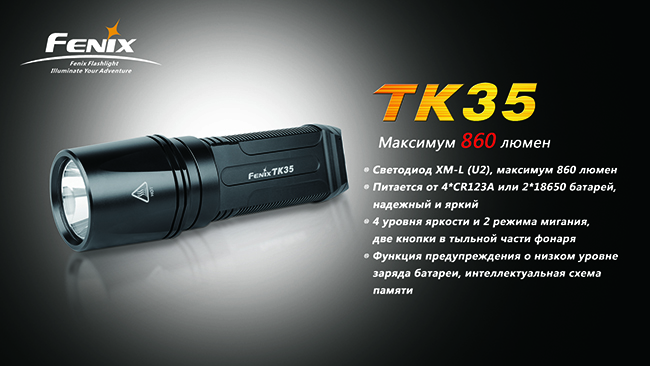 FENIX
Fenix Flashlight
Illuminate Your Adventure
TK35
Максимум 860 люмен
FENIX TK35
• Светодиод XM-L (U2), максимум 860 люмен
• Питается от 4*CR123A или 2*18650 батарей,
надежный и яркий
• 4 уровня яркости и 2 режима мигания,
две кнопки в тыльной части фонаря
• Функция предупреждения о низком уровне
заряда батареи, интеллектуальная схема
памяти